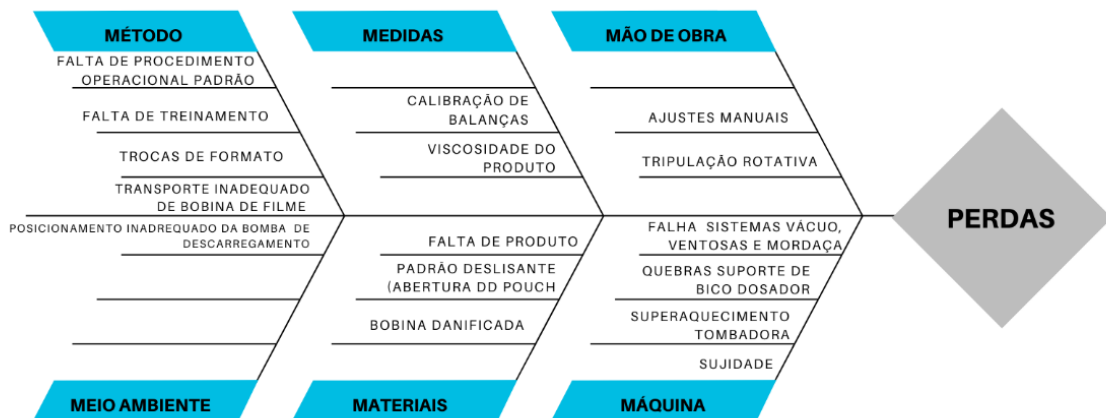 MÉTODO
MEDIDAS
MÃO DE OBRA
FALTA DE PROCEDIMENTO
OPERACIONAL PADRÃO
FALTA DE TREINAMENTO
TROCAS DE FORMATO
TRANSPORTE INADEQUADO
DE BOBINA DE FILME
CALIBRAÇÃO DE
BALANÇAS
VISCOSIDADE DO
PRODUTO
AJUSTES MANUAIS
TRIPULAÇÃO ROTATIVA
PERDAS
POSICIONAMENTO INADREQUADO DA BOMBA DE
DESCARREGAMENTO
FALTA DE PRODUTO
PADRÃO DESLISANTE
(ABERTURA DD POUCH
BOBINA DANIFICADA
FALHA SISTEMAS VÁCUO,
VENTOSAS E MORDAÇA
QUEBRAS SUPORTE DE
BICO DOSADOR
SUPERAQUECIMENTO
TOMBADORA
SUJIDADE
MEIO AMBIENTE
MATERIAIS
MÁQUINA